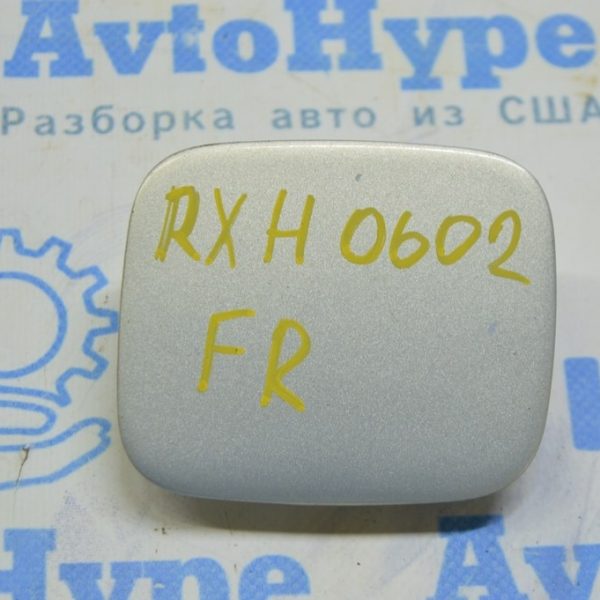 AvtoHype
Разборка авто из США
RXH 0602
FR
Hype